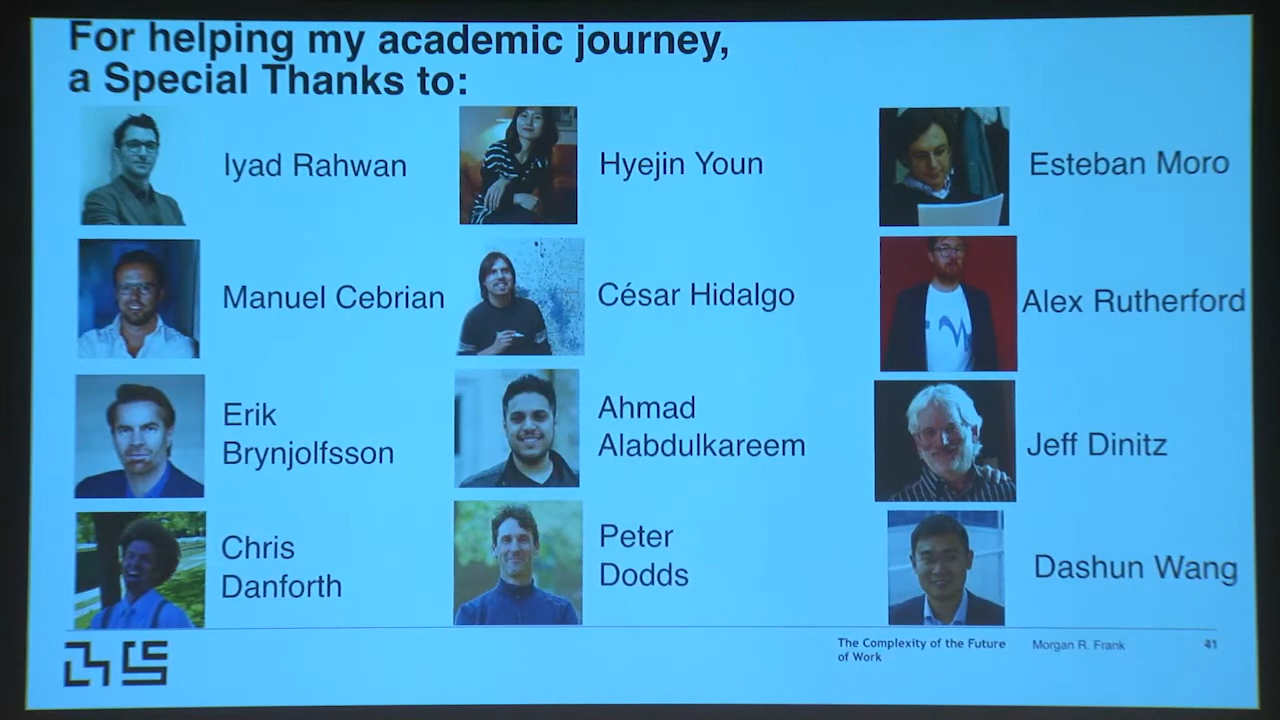 For helping my academic journey,
a Special Thanks to:
Iyad Rahwan
Hyejin Youn
Esteban Moro
Manuel Cebrian
César Hidalgo
Alex Rutherford
Erik
Brynjolfsson
Ahmad
Alabdulkareem
Jeff Dinitz
Chris
Danforth
Peter
Dodds
Dashun Wang
The Complexity of the Future
of Work
Morgan R. Frank
41